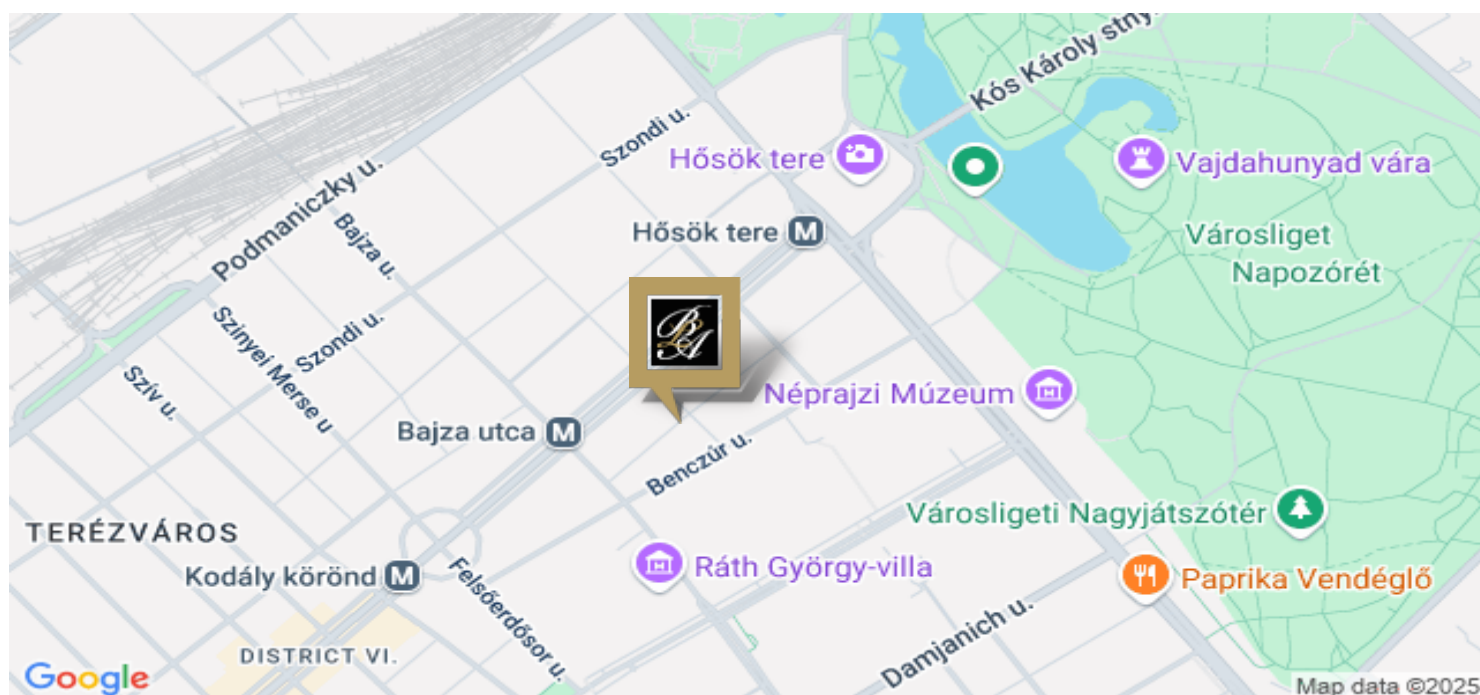 Kós Károly stny.
Szondi u.
Hősök tere
Vajdahunyad vára
Podmaniczky u.
Bajza u.
Hősök tere M
Városliget
Napozórét
BLA
Szinyei Merse u
Szondi u.
Szív u.
Néprajzi Múzeum
Bajza utca M
Benczúr u.
Városligeti Nagyjátszótér
TERÉZVÁROS
Kodály körönd M
Felsőerdősor u.
Ráth György-villa
Paprika Vendéglő
Damjanich u.
DISTRICT VI.
Google
Map data ©2025